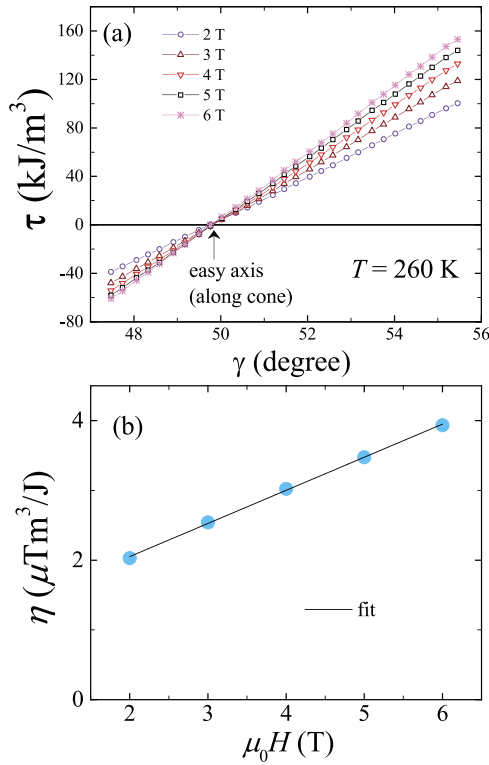 (a)
2 T
3 T
4 T
5 T
6 T
160
120
80
40
0
-40
-80
τ (kJ/m³)
easy axis
(along cone)
T = 260 K
48 50 52 54 56
γ (degree)
(b)
4
2
0
η (μTm³/J)
fit
2 3 4 5 6
μ₀H (T)